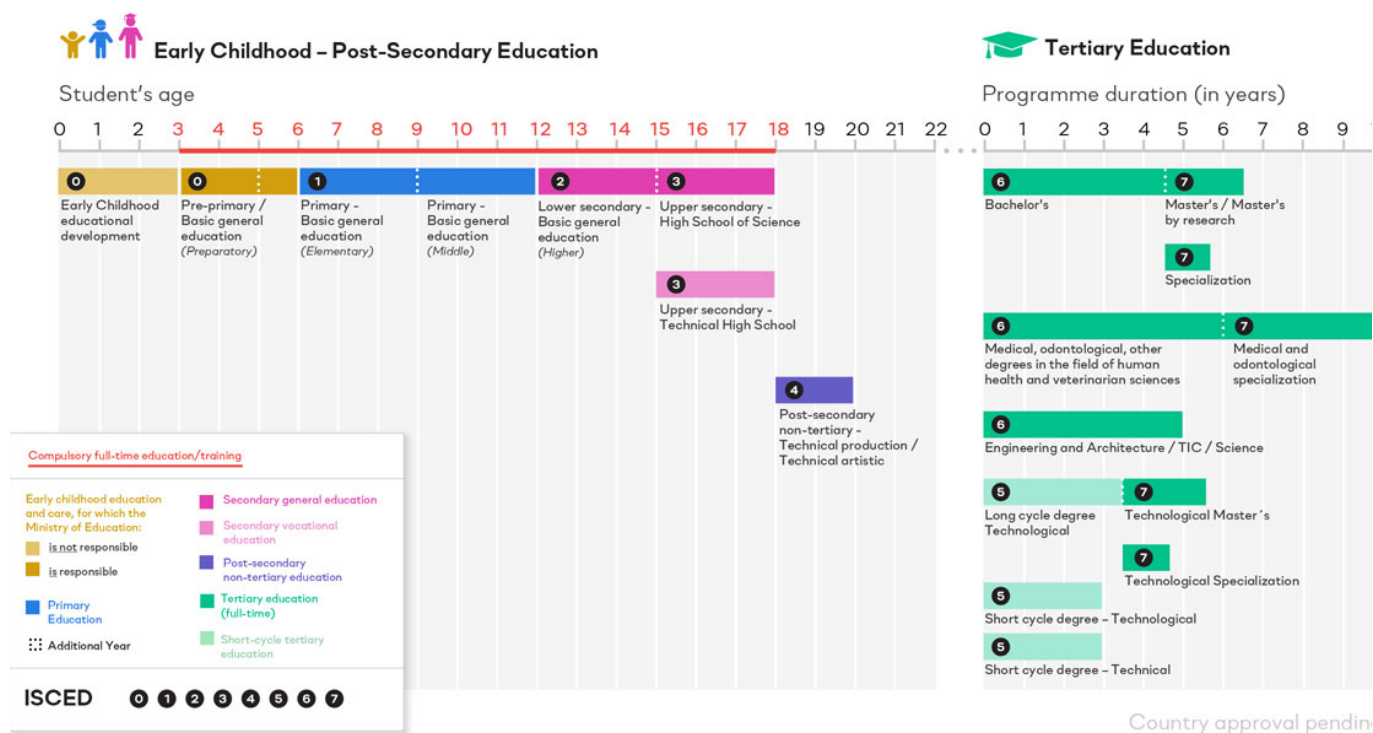 Early Childhood – Post-Secondary Education
Student's age
0 1 2 3 4 5 6 7 8 9 10 11 12 13 14 15 16 17 18 19 20 21 22
0
Early Childhood
educational
development
0
Pre-primary /
Basic general
education
(Preparatory)
1
Primary -
Basic general
education
(Elementary)
Primary -
Basic general
education
(Middle)
2
Lower secondary -
Basic general
education
(Higher)
3
Upper secondary -
High School of Science
3
Upper secondary -
Technical High School
4
Post-secondary
non-tertiary -
Technical production /
Technical artistic
Tertiary Education
Programme duration (in years)
0 1 2 3 4 5 6 7 8 9
6
Bachelor's
7
Master's / Master's
by research
7
Specialization
6
Medical, odontological, other
degrees in the field of human
health and veterinarian sciences
7
Medical and
odontological
specialization
6
Engineering and Architecture / TIC / Science
5
Long cycle degree
Technological
7
Technological Master´s
7
Technological Specialization
5
Short cycle degree – Technological
5
Short cycle degree – Technical
Compulsory full-time education/training
Early childhood education
and care, for which the
Ministry of Education:
is not responsible
is responsible
Primary
Education
Additional Year
Secondary general education
Secondary vocational
education
Post-secondary
non-tertiary education
Tertiary education
(full-time)
Short-cycle tertiary
education
ISCED 0 1 2 3 4 5 6 7
Country approval pending